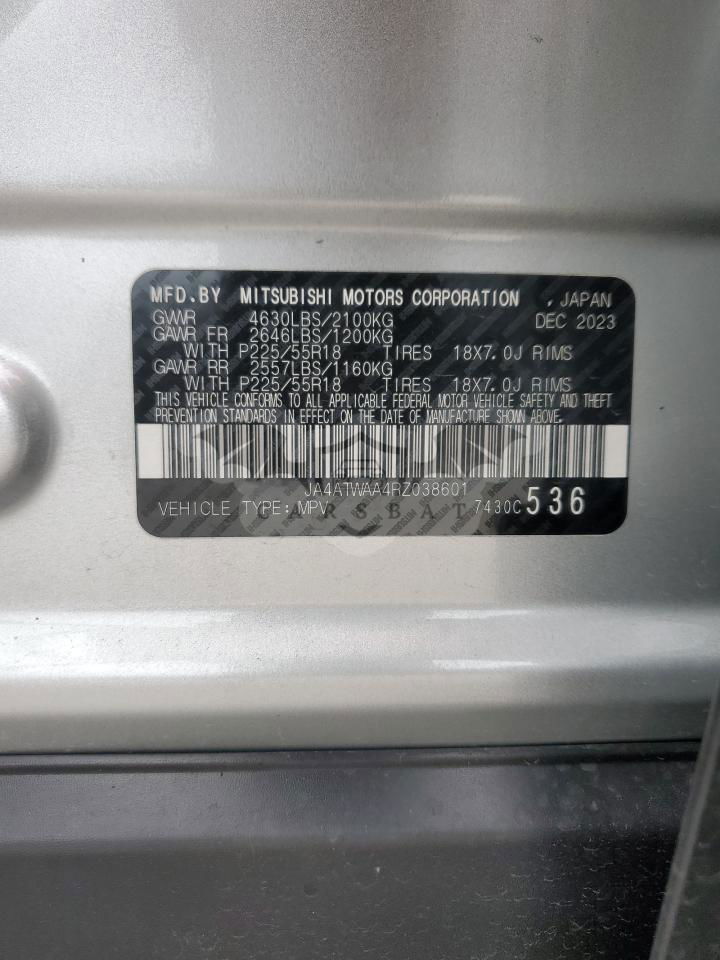 MFD.BY MITSUBISHI MOTORS CORPORATION , JAPAN
GVWR 4630LBS/2100KG DEC 2023
GAWR FR 2646LBS/1200KG
WITH P225/55R18 TIRES 18X7.0J RIMS
GAWR RR 2557LBS/1160KG
WITH P225/55R18 TIRES 18X7.0J RIMS
THIS VEHICLE CONFORMS TO ALL APPLICABLE FEDERAL MOTOR VEHICLE SAFETY AND THEFT
PREVENTION STANDARDS IN EFFECT ON THE DATE OF MANUFACTURE SHOWN ABOVE.
JA4ATWAA4RZ038601
CARSBAT
VEHICLE TYPE:MPV 7430C 536